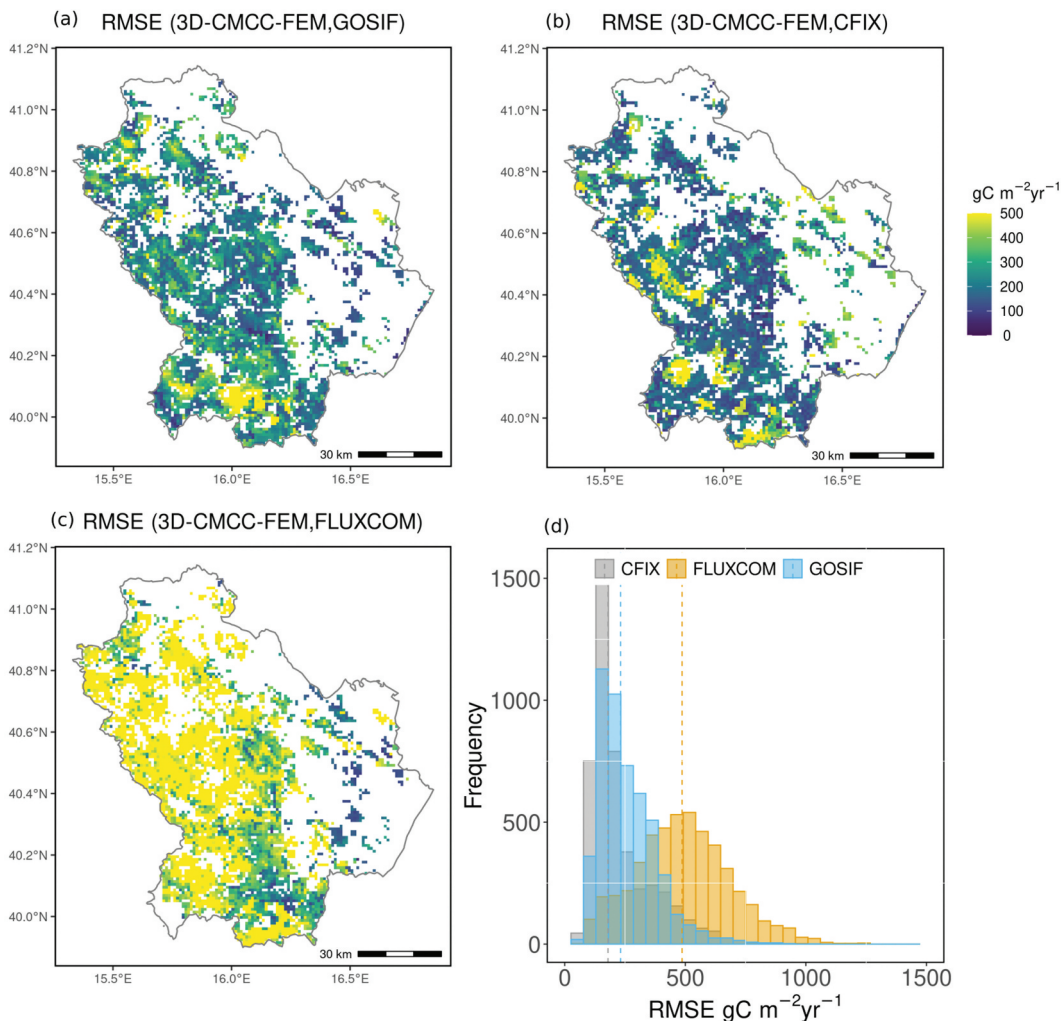 (a) RMSE (3D-CMCC-FEM,GOSIF)
(b) RMSE (3D-CMCC-FEM,CFIX)
41.2°N
41.0°N
40.8°N
40.6°N
40.4°N
40.2°N
40.0°N
30 km
15.5°E 16.0°E 16.5°E
41.2°N
41.0°N
40.8°N
40.6°N
40.4°N
40.2°N
40.0°N
30 km
15.5°E 16.0°E 16.5°E
gC m−2yr−1
500
400
300
200
100
0
(c) RMSE (3D-CMCC-FEM,FLUXCOM)
41.2°N
41.0°N
40.8°N
40.6°N
40.4°N
40.2°N
40.0°N
30 km
15.5°E 16.0°E 16.5°E
(d)
CFIX FLUXCOM GOSIF
1500
1000
500
0
Frequency
0 500 1000 1500
RMSE gC m−2yr−1